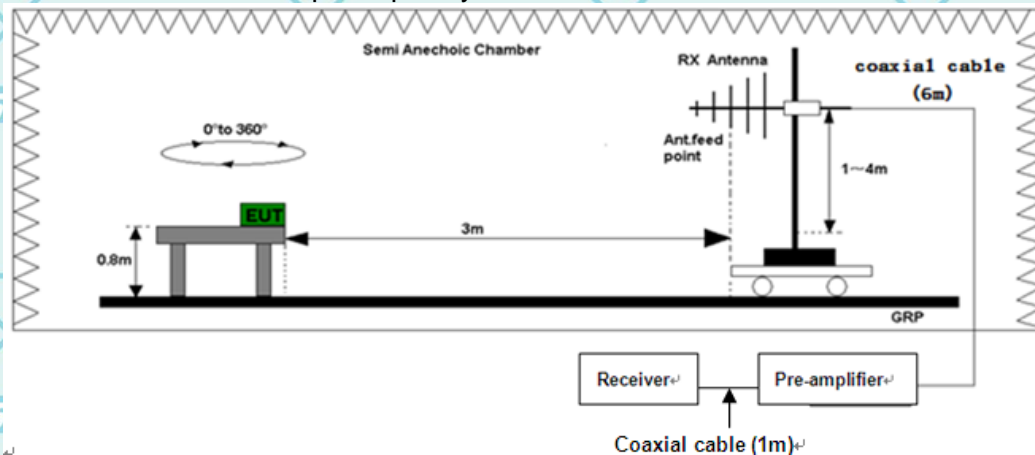 Semi Anechoic Chamber
RX Antenna
coaxial cable
(6m)
0°to 360°
Ant.feed
point
1～4m
EUT
3m
0.8m
GRP
Receiver↵
Pre-amplifier↵
Coaxial cable (1m)↵
↵